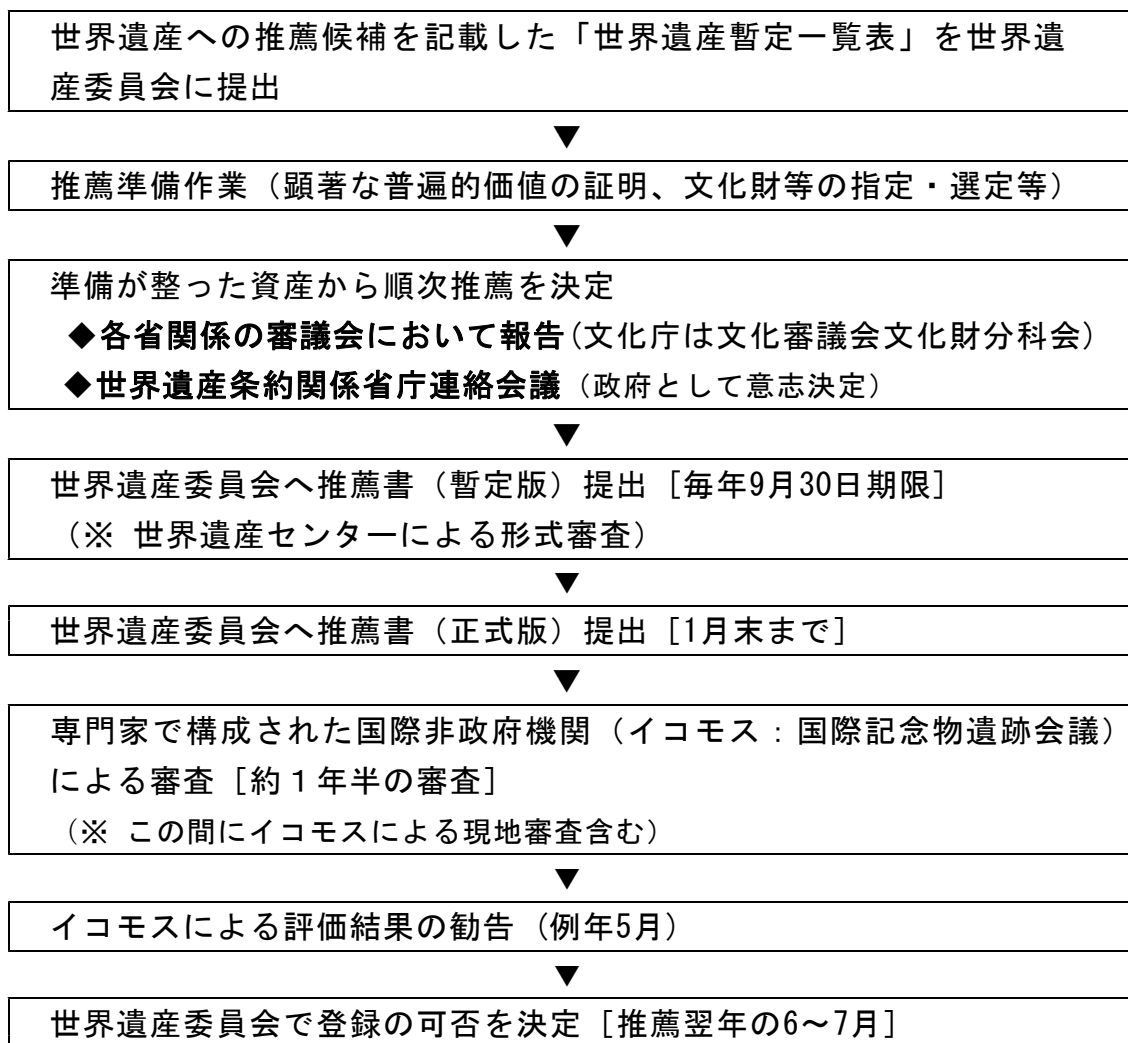 世界遺産への推薦候補を記載した「世界遺産暫定一覧表」を世界遺
産委員会に提出
▼
推薦準備作業（顕著な普遍的価値の証明、文化財等の指定・選定等）
▼
準備が整った資産から順次推薦を決定
◆各省関係の審議会において報告(文化庁は文化審議会文化財分科会)
◆世界遺産条約関係省庁連絡会議（政府として意志決定）
▼
世界遺産委員会へ推薦書（暫定版）提出［毎年9月30日期限］
（※ 世界遺産センターによる形式審査）
▼
世界遺産委員会へ推薦書（正式版）提出［1月末まで］
▼
専門家で構成された国際非政府機関（イコモス：国際記念物遺跡会議）
による審査［約１年半の審査］
（※ この間にイコモスによる現地審査含む）
▼
イコモスによる評価結果の勧告（例年5月）
▼
世界遺産委員会で登録の可否を決定［推薦翌年の6～7月］